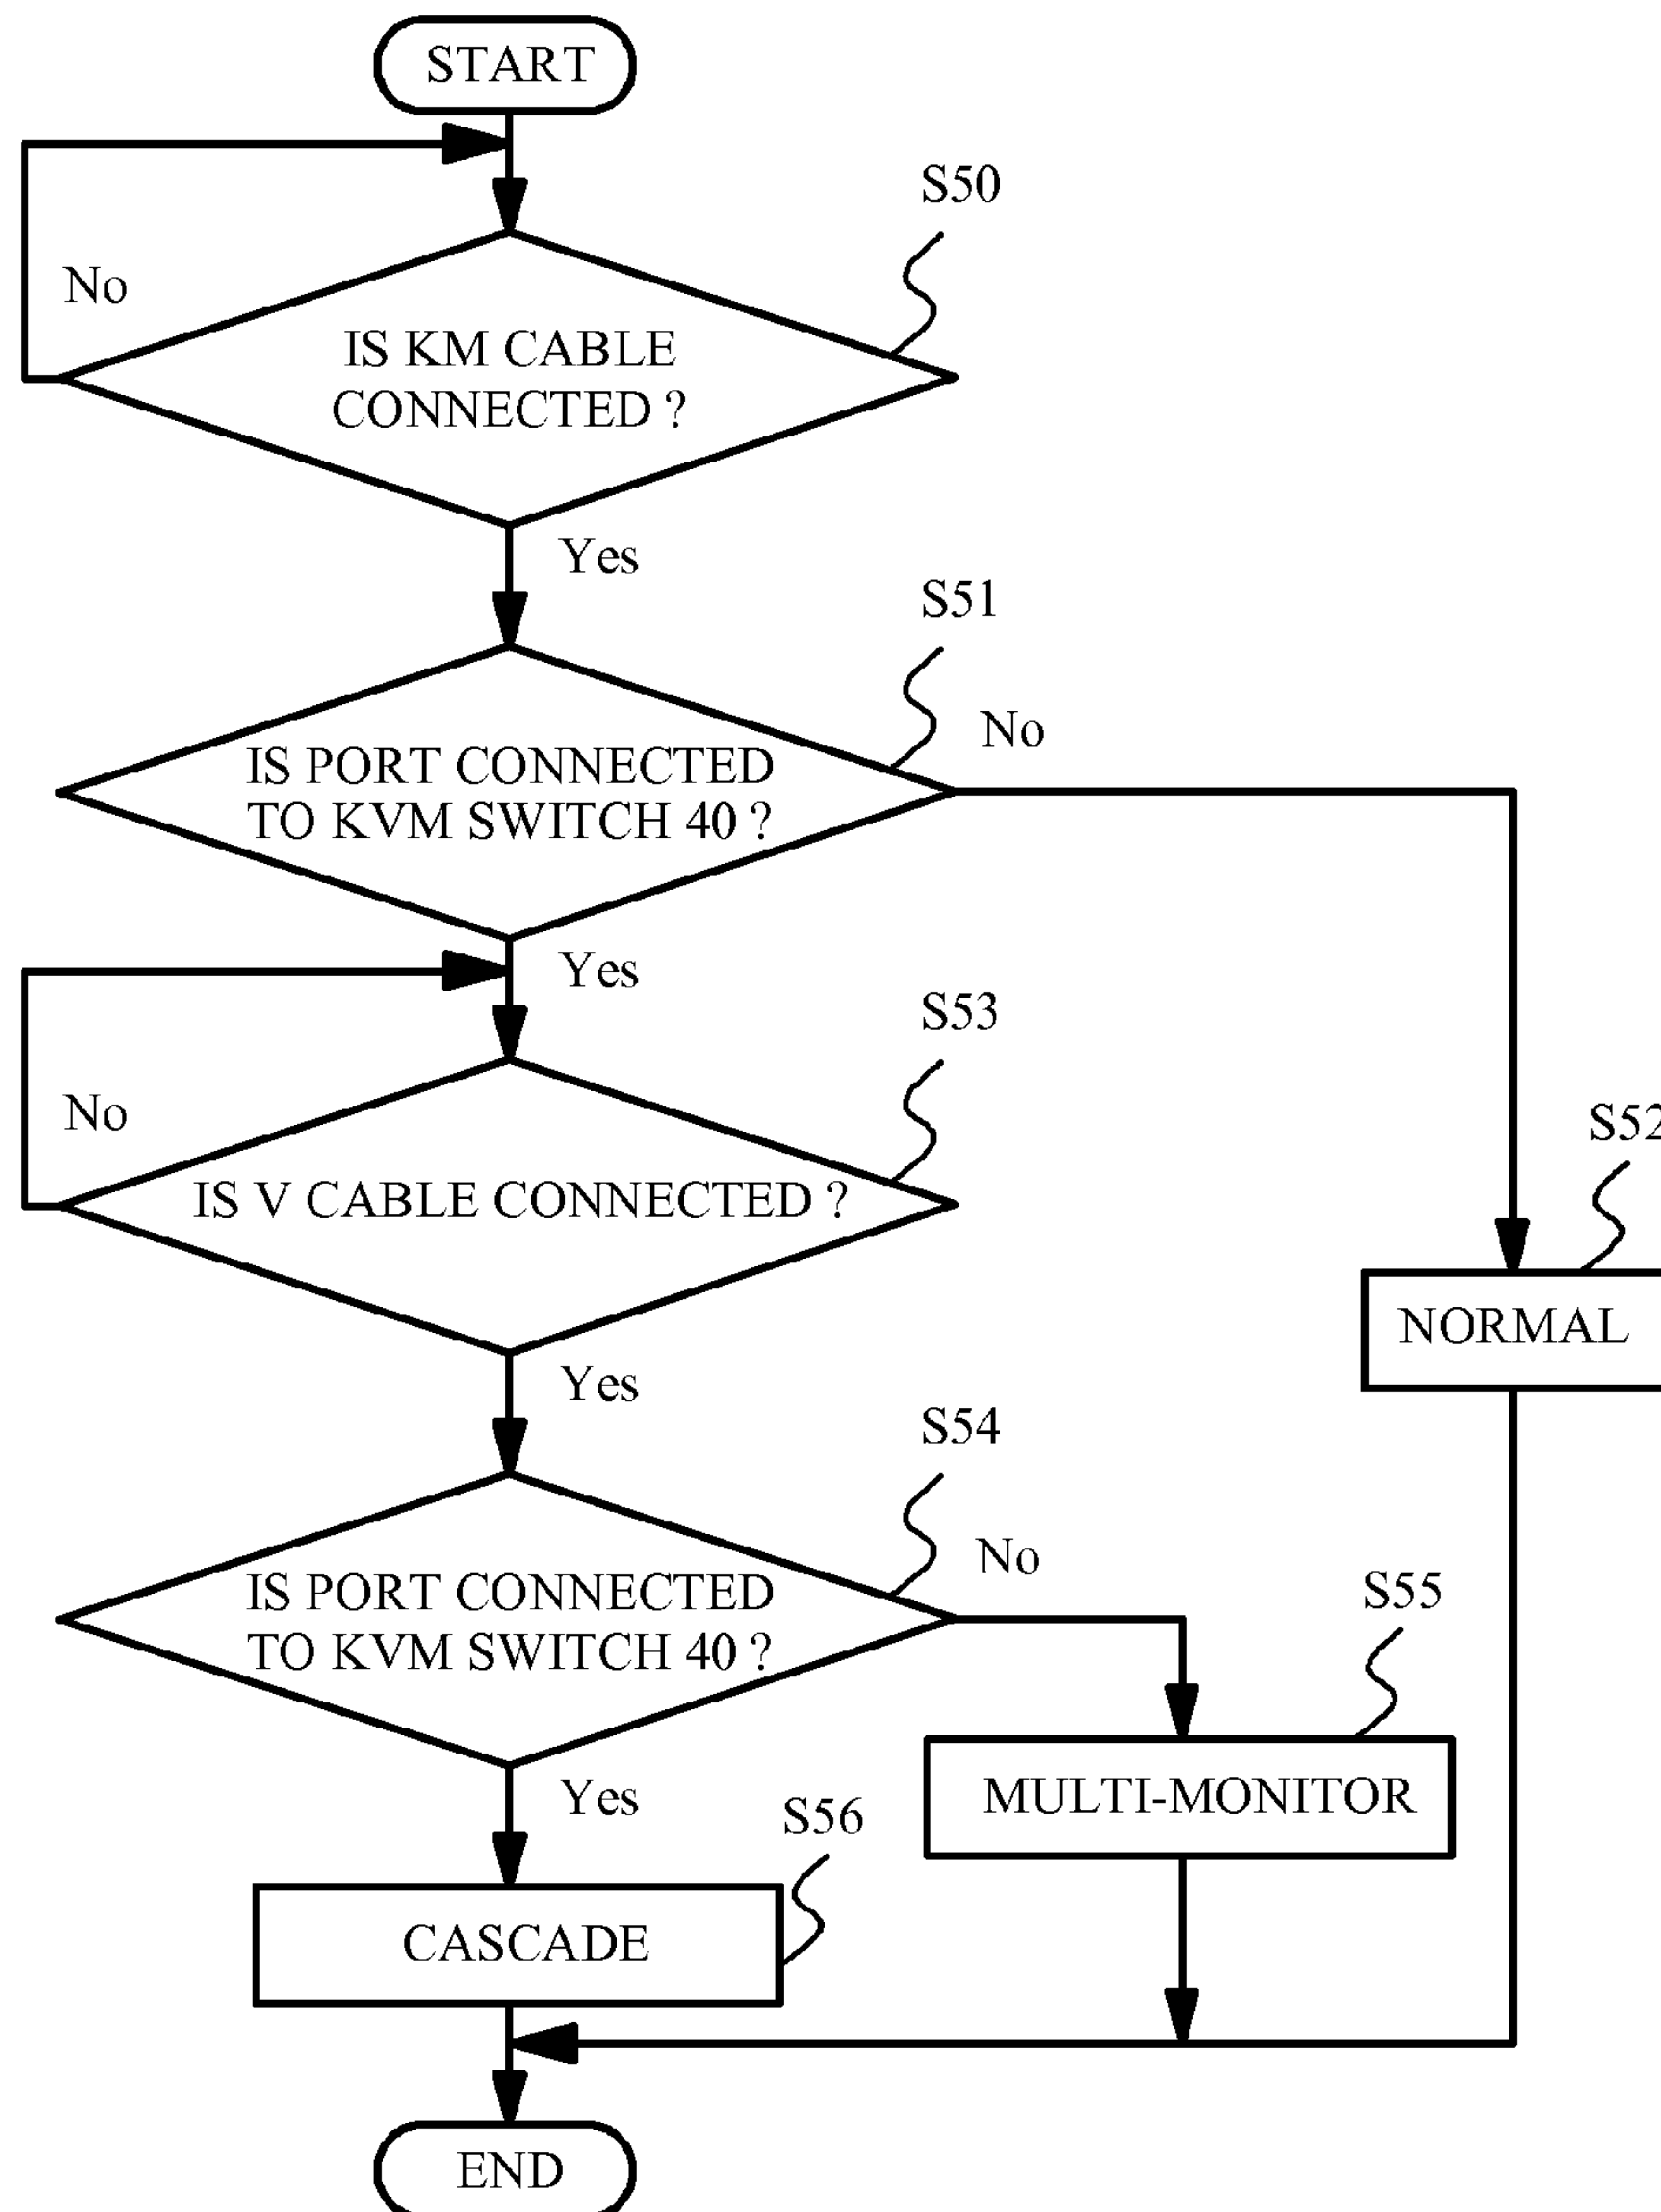 START
S50
No
IS KM CABLE
CONNECTED ?
Yes
S51
No
IS PORT CONNECTED
TO KVM SWITCH 40 ?
Yes
S53
No
S52
IS V CABLE CONNECTED ?
NORMAL
Yes
S54
No
IS PORT CONNECTED
TO KVM SWITCH 40 ?
S55
Yes
MULTI-MONITOR
S56
CASCADE
END